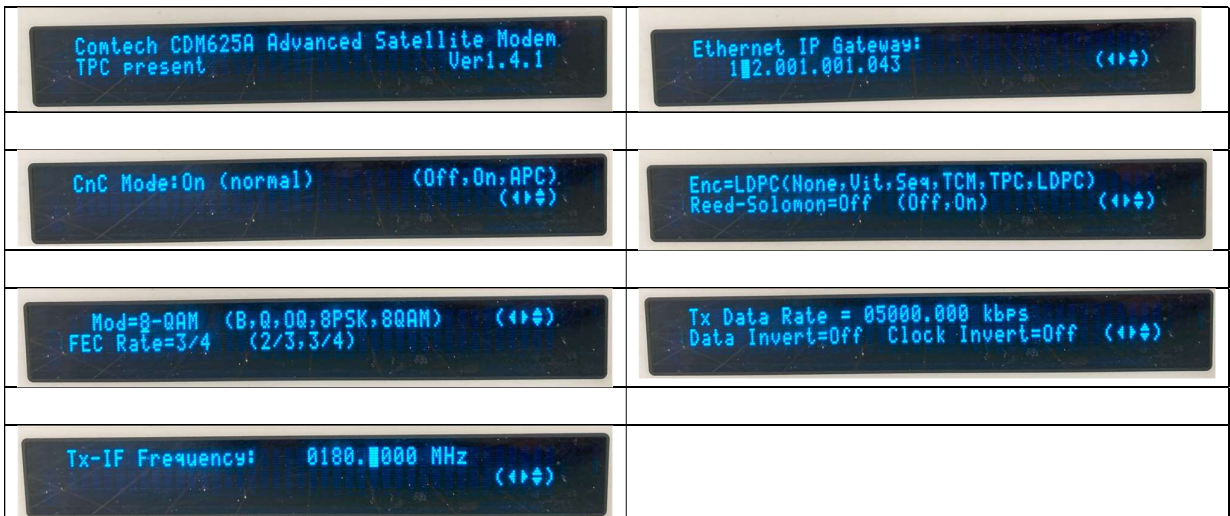 Comtech CDM625A Advanced Satellite Modem
TPC present Ver1.4.1
Ethernet IP Gateway:
1█2.001.001.043 (◀▶▲▼)
CnC Mode:On (normal) (Off,On,APC)
(◀▶▲▼)
Enc=LDPC(None,Vit,Seq,TCM,TPC,LDPC)
Reed-Solomon=Off (Off,On) (◀▶▲▼)
Mod=8-QAM (B,Q,OQ,8PSK,8QAM) (◀▶▲▼)
FEC Rate=3/4 (2/3,3/4)
Tx Data Rate = 05000.000 kbps
Data Invert=Off Clock Invert=Off (◀▶▲▼)
Tx-IF Frequency: 0180.█000 MHz
(◀▶▲▼)